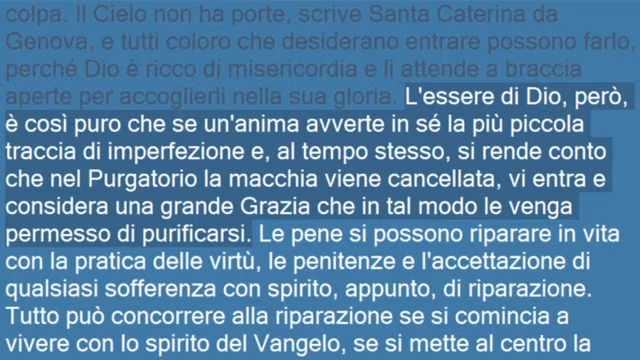 colpa. Il Cielo non ha porte, scrive Santa Caterina da
Genova, e tutti coloro che desiderano entrare possono farlo,
perché Dio è ricco di misericordia e li attende a braccia
aperte per accoglierli nella sua gloria. L'essere di Dio, però,
è così puro che se un'anima avverte in sé la più piccola
traccia di imperfezione e, al tempo stesso, si rende conto
che nel Purgatorio la macchia viene cancellata, vi entra e
considera una grande Grazia che in tal modo le venga
permesso di purificarsi. Le pene si possono riparare in vita
con la pratica delle virtù, le penitenze e l'accettazione di
qualsiasi sofferenza con spirito, appunto, di riparazione.
Tutto può concorrere alla riparazione se si comincia a
vivere con lo spirito del Vangelo, se si mette al centro la